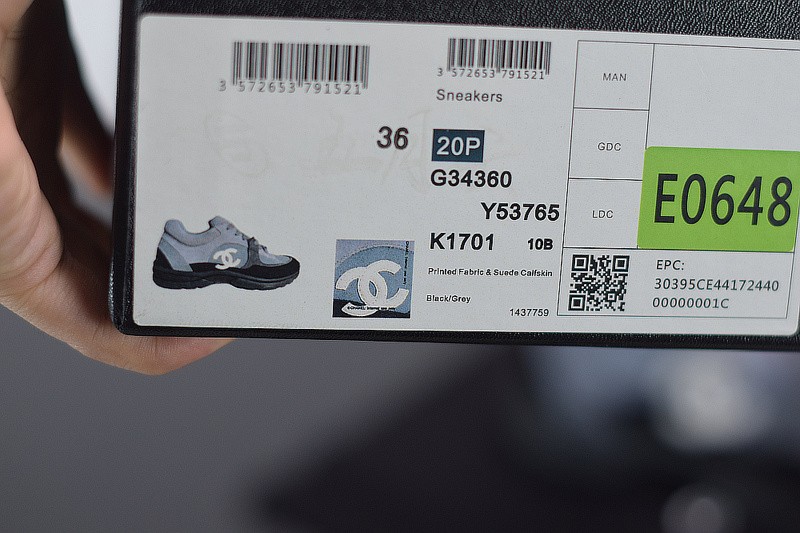 3 572653 791521
3 572653 791521
Sneakers
36
20P
G34360
Y53765
K1701 10B
Printed Fabric & Suede Calfskin
Black/Grey
1437759
MAN
GDC
LDC
E0648
EPC:
30395CE44172440
00000001C